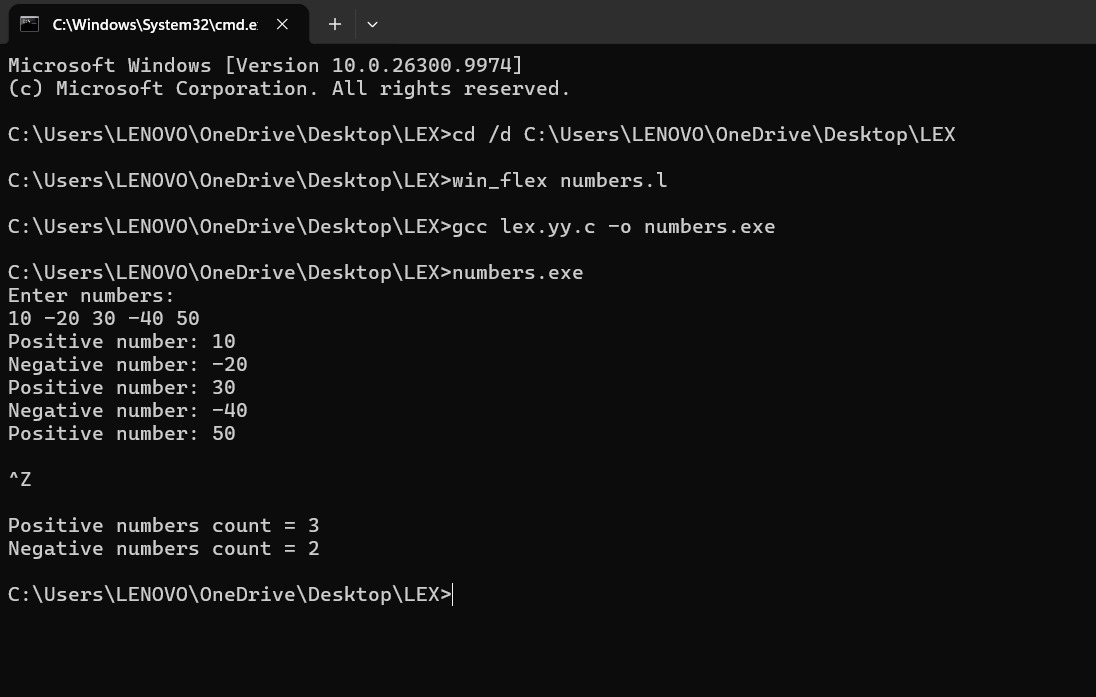 C:\Windows\System32\cmd.e
Microsoft Windows [Version 10.0.26300.9974]
(c) Microsoft Corporation. All rights reserved.
C:\Users\LENOVO\OneDrive\Desktop\LEX>cd /d C:\Users\LENOVO\OneDrive\Desktop\LEX
C:\Users\LENOVO\OneDrive\Desktop\LEX>win_flex numbers.l
C:\Users\LENOVO\OneDrive\Desktop\LEX>gcc lex.yy.c -o numbers.exe
C:\Users\LENOVO\OneDrive\Desktop\LEX>numbers.exe
Enter numbers:
10 -20 30 -40 50
Positive number: 10
Negative number: -20
Positive number: 30
Negative number: -40
Positive number: 50
^Z
Positive numbers count = 3
Negative numbers count = 2
C:\Users\LENOVO\OneDrive\Desktop\LEX>